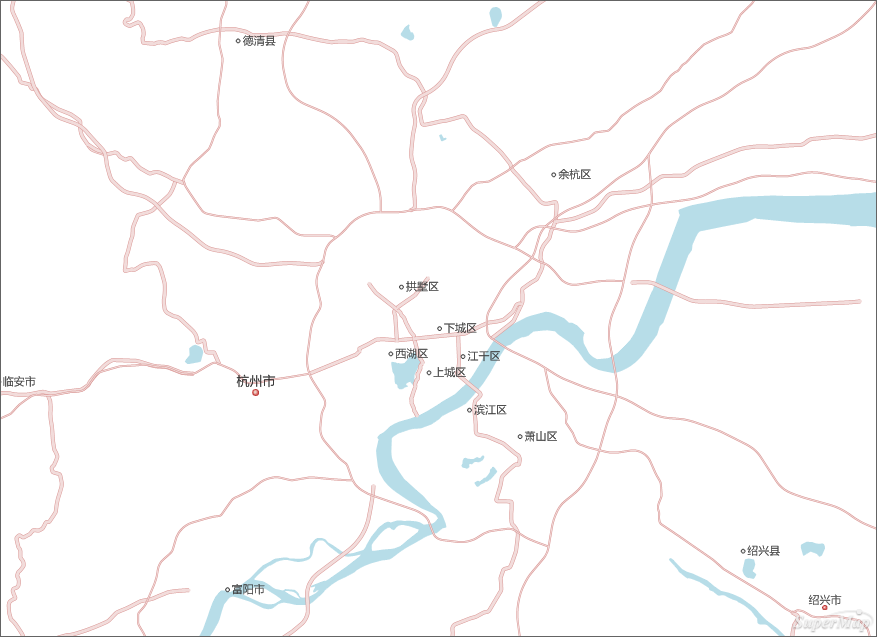 德清县
余杭区
拱墅区
下城区
西湖区
江干区
上城区
临安市
杭州市
滨江区
萧山区
绍兴县
富阳市
绍兴市
SuperMap